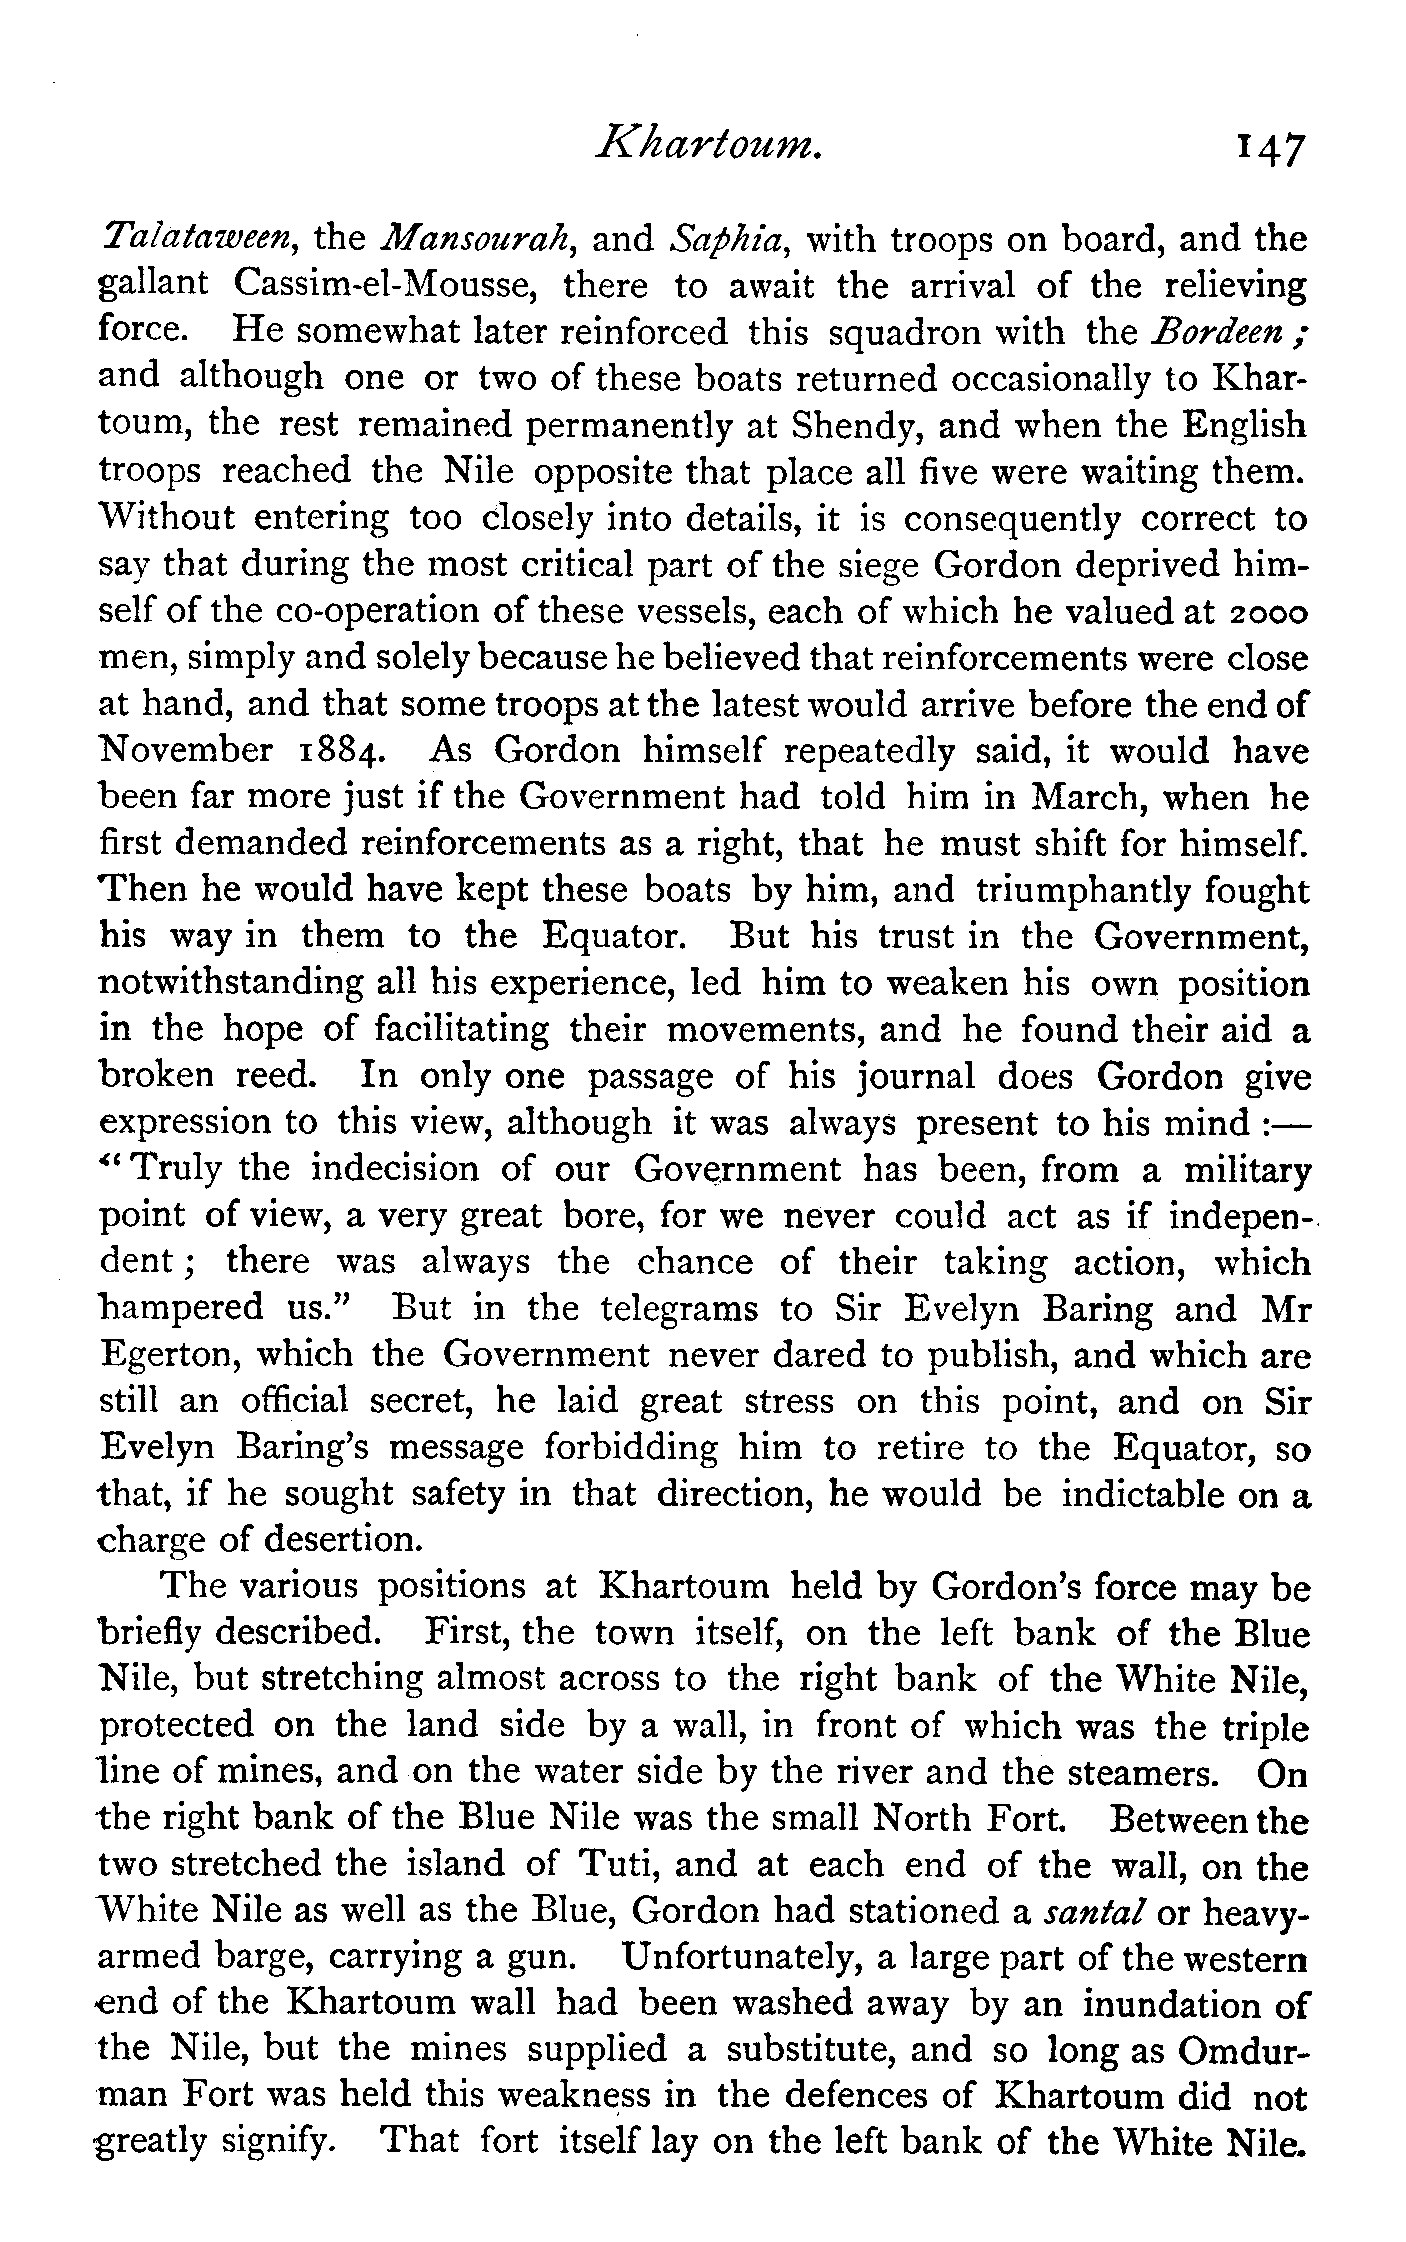 Khartoum. 147
Talataween, the Mansourah, and Saphia, with troops on board, and the
gallant Cassim-el-Mousse, there to await the arrival of the relieving
force. He somewhat later reinforced this squadron with the Bordeen ;
and although one or two of these boats returned occasionally to Khar-
toum, the rest remained permanently at Shendy, and when the English
troops reached the Nile opposite that place all five were waiting them.
Without entering too closely into details, it is consequently correct to
say that during the most critical part of the siege Gordon deprived him-
self of the co-operation of these vessels, each of which he valued at 2000
men, simply and solely because he believed that reinforcements were close
at hand, and that some troops at the latest would arrive before the end of
November 1884. As Gordon himself repeatedly said, it would have
been far more just if the Government had told him in March, when he
first demanded reinforcements as a right, that he must shift for himself.
Then he would have kept these boats by him, and triumphantly fought
his way in them to the Equator. But his trust in the Government,
notwithstanding all his experience, led him to weaken his own position
in the hope of facilitating their movements, and he found their aid a
broken reed. In only one passage of his journal does Gordon give
expression to this view, although it was always present to his mind :—
“Truly the indecision of our Government has been, from a military
point of view, a very great bore, for we never could act as if indepen-
dent ; there was always the chance of their taking action, which
hampered us.” But in the telegrams to Sir Evelyn Baring and Mr
Egerton, which the Government never dared to publish, and which are
still an official secret, he laid great stress on this point, and on Sir
Evelyn Baring's message forbidding him to retire to the Equator, so
that, if he sought safety in that direction, he would be indictable on a
charge of desertion.
The various positions at Khartoum held by Gordon's force may be
briefly described. First, the town itself, on the left bank of the Blue
Nile, but stretching almost across to the right bank of the White Nile,
protected on the land side by a wall, in front of which was the triple
line of mines, and on the water side by the river and the steamers. On
the right bank of the Blue Nile was the small North Fort. Between the
two stretched the island of Tuti, and at each end of the wall, on the
White Nile as well as the Blue, Gordon had stationed a santal or heavy-
armed barge, carrying a gun. Unfortunately, a large part of the western
end of the Khartoum wall had been washed away by an inundation of
the Nile, but the mines supplied a substitute, and so long as Omdur-
man Fort was held this weakness in the defences of Khartoum did not
greatly signify. That fort itself lay on the left bank of the White Nile.